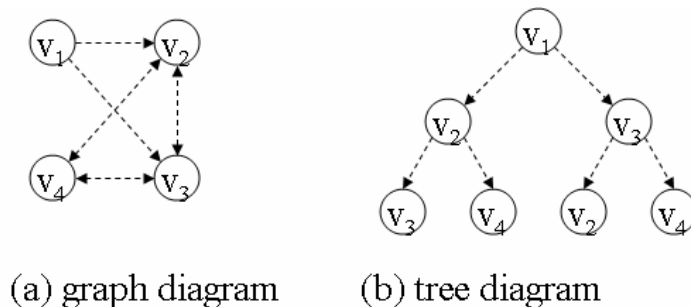 v1 v2 v1
v2 v3
v4 v3 v3 v4 v2 v4
(a) graph diagram (b) tree diagram